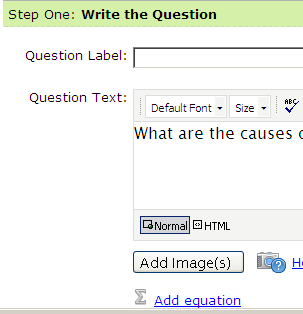 Step One: Write the Question
Question Label:
Question Text:
Default Font Size ABC
What are the causes
Normal HTML
Add Image(s)
Σ Add equation